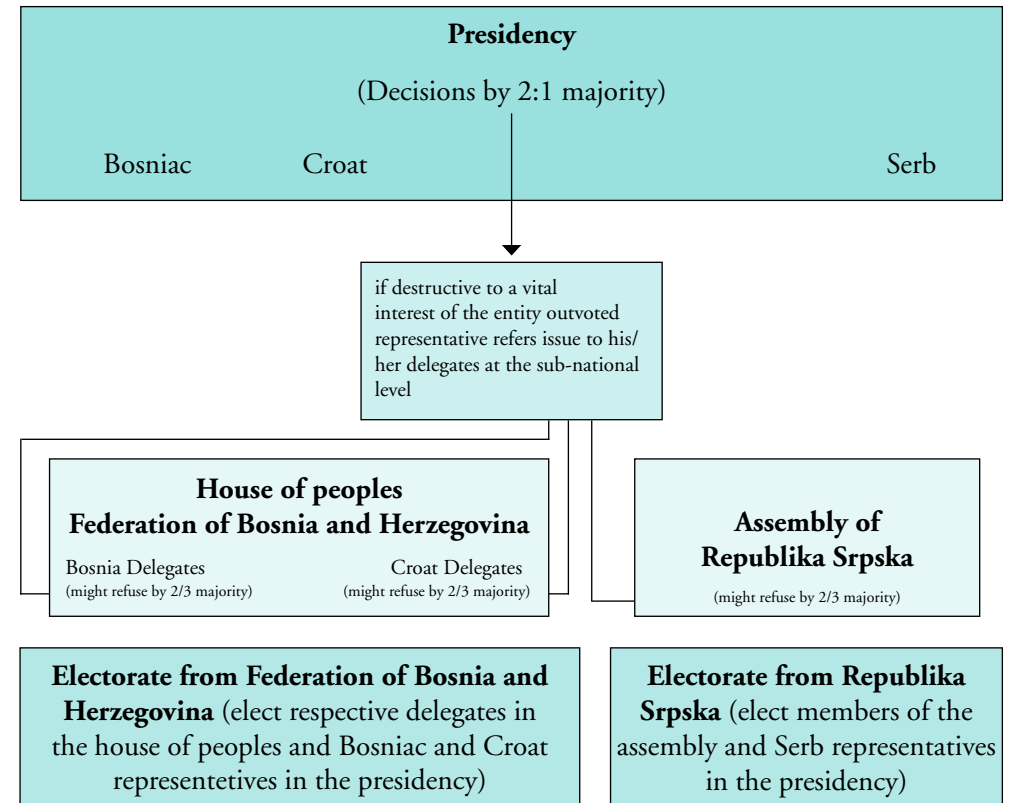 Presidency
(Decisions by 2:1 majority)
Bosniac Croat Serb
if destructive to a vital
interest of the entity outvoted
representative refers issue to his/
her delegates at the sub-national
level
House of peoples
Federation of Bosnia and Herzegovina
Bosnia Delegates Croat Delegates
(might refuse by 2/3 majority) (might refuse by 2/3 majority)
Assembly of
Republika Srpska
(might refuse by 2/3 majority)
Electorate from Federation of Bosnia and
Herzegovina (elect respective delegates in
the house of peoples and Bosniac and Croat
representetives in the presidency)
Electorate from Republika
Srpska (elect members of the
assembly and Serb representatives
in the presidency)